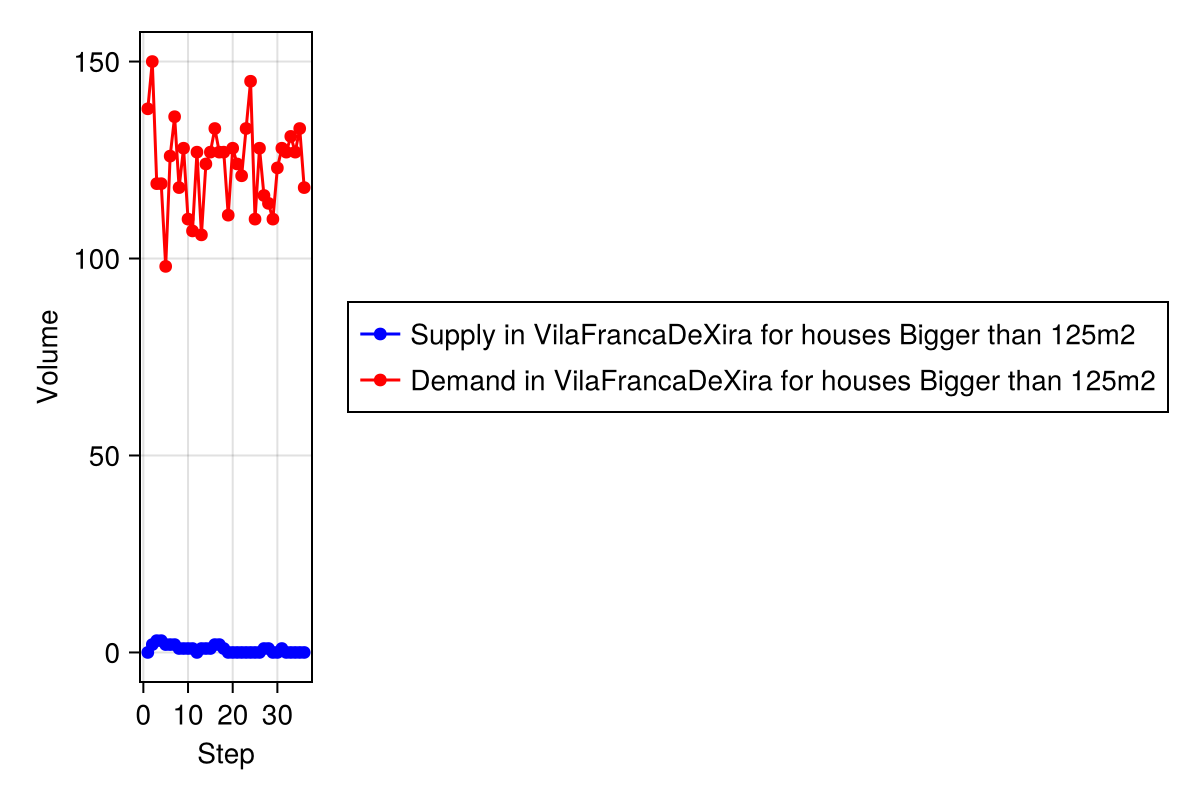 150
100
50
0
Volume
0 10 20 30
Step
Supply in VilaFrancaDeXira for houses Bigger than 125m2
Demand in VilaFrancaDeXira for houses Bigger than 125m2